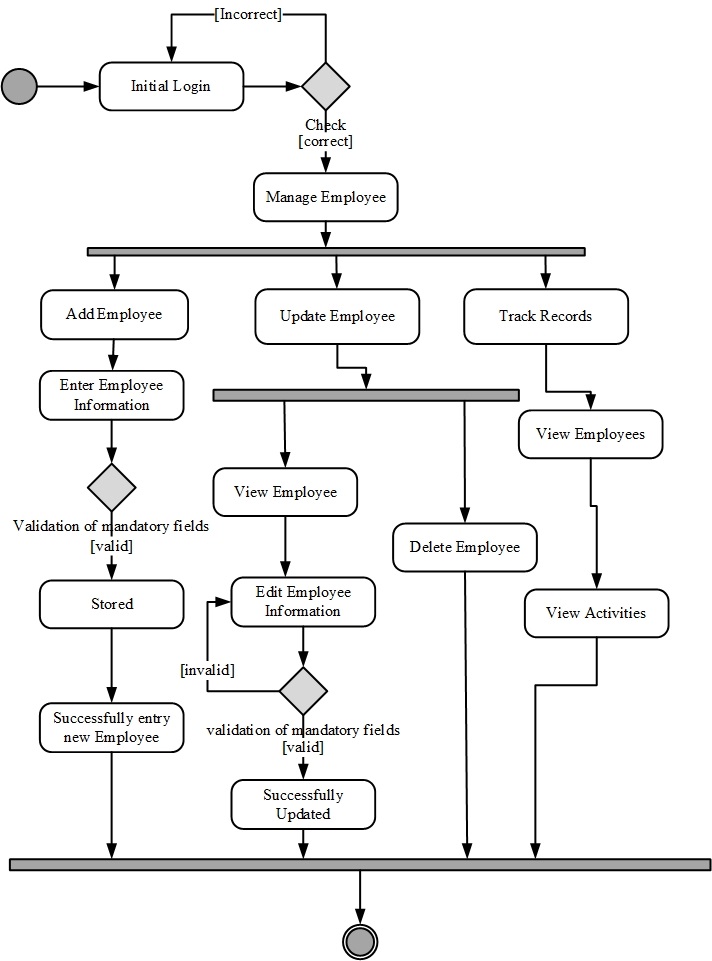 [Incorrect]
Initial Login
Check
[correct]
Manage Employee
Add Employee
Update Employee
Track Records
Enter Employee
Information
View Employees
View Employee
Validation of mandatory fields
[valid]
Delete Employee
Stored
Edit Employee
Information
View Activities
[invalid]
Successfully entry
new Employee
validation of mandatory fields
[valid]
Successfully
Updated